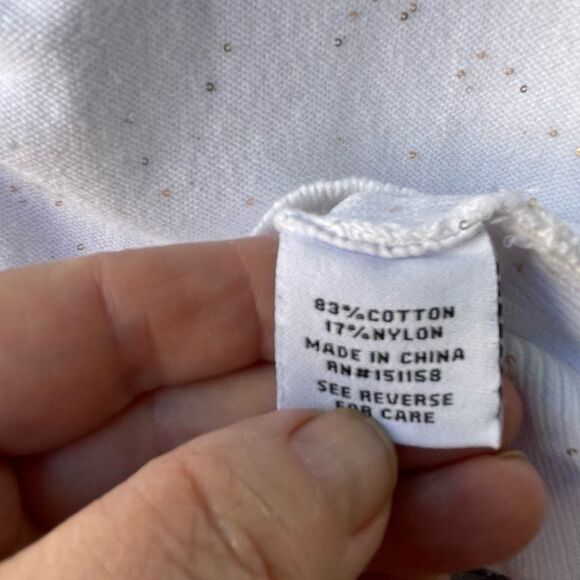 83%COTTON
17%NYLON
MADE IN CHINA
RN#151158
SEE REVERSE
FOR CARE